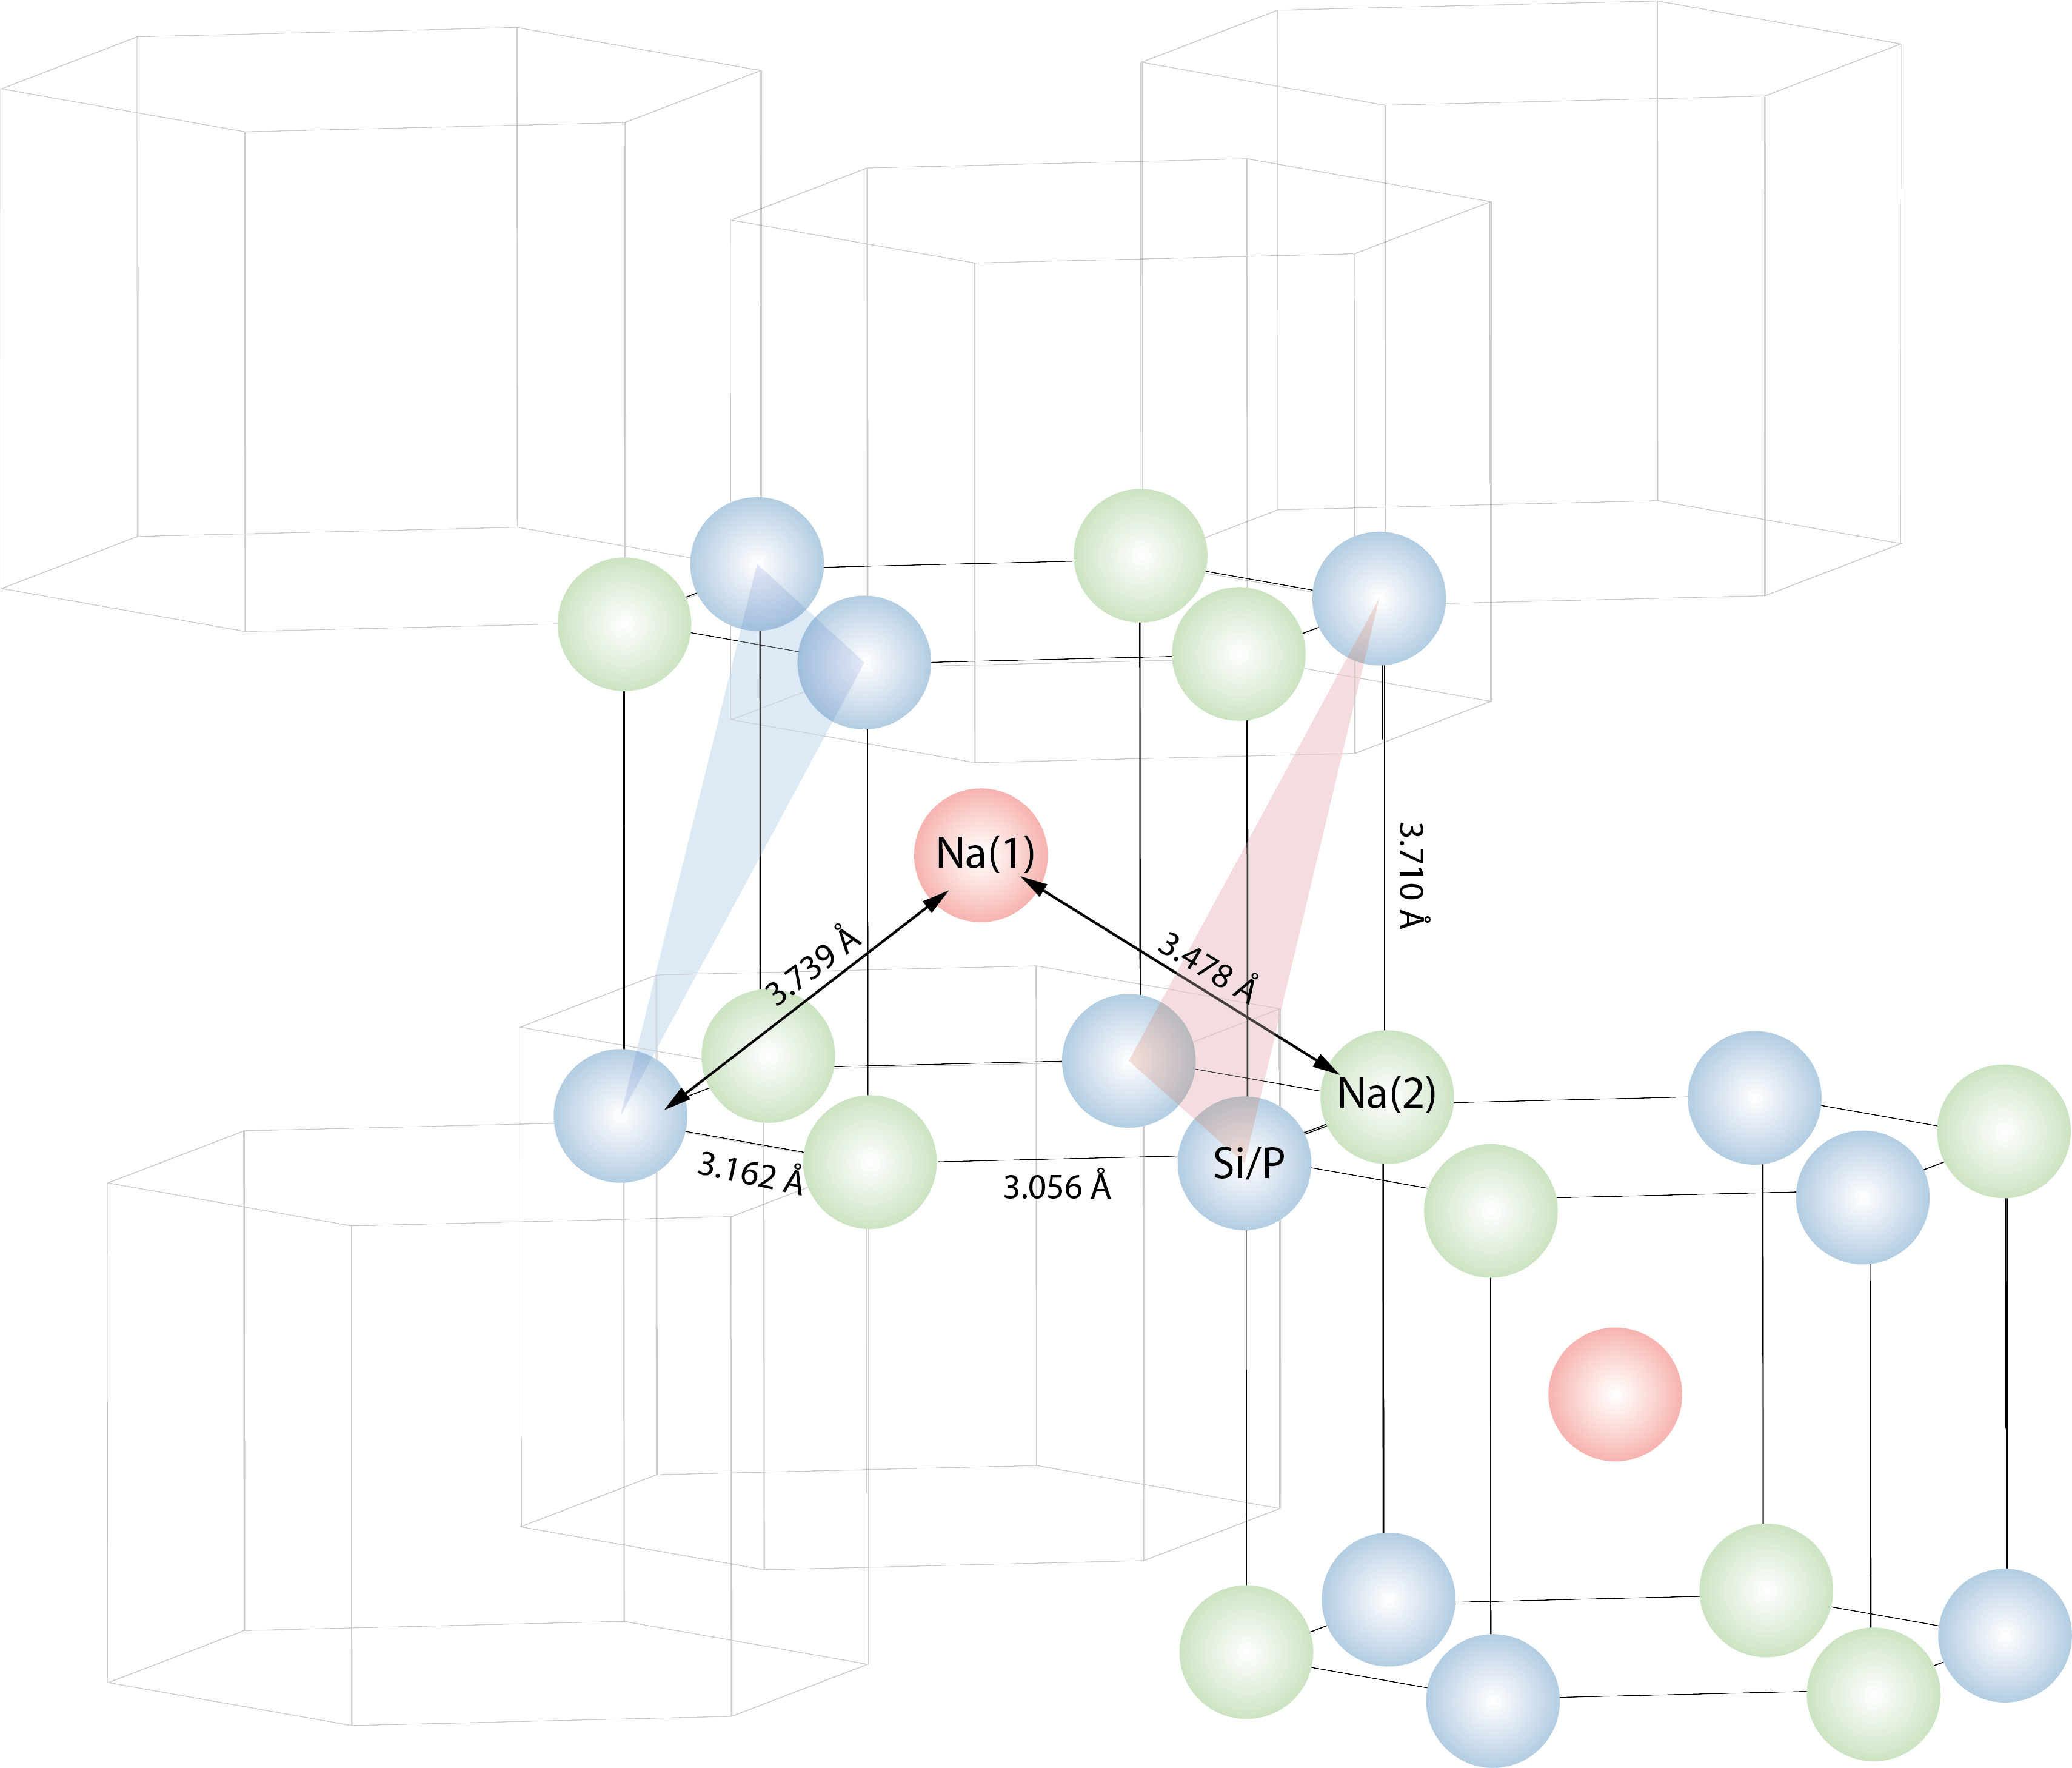 Na(1)
3.710 Å
3.739 Å
3.478 Å
Na(2)
Si/P
3.162 Å
3.056 Å